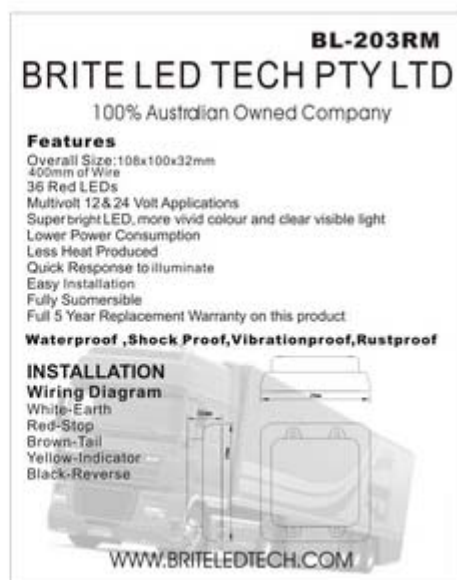 BL-203RM
BRITE LED TECH PTY LTD
100% Australian Owned Company
Features
Overall Size:108x100x32mm
400mm of Wire
36 Red LEDs
Multivolt 12&24 Volt Applications
Superbright LED, more vivid colour and clear visible light
Lower Power Consumption
Less Heat Produced
Quick Response to illuminate
Easy Installation
Fully Suomersible
Full 5 Year Replacement Warranty on this product
Waterproof ,Shock Proof,Vibrationproof,Rustproof
INSTALLATION
Wiring Diagram
White-Earth
Red-Stop
Brown-Tail
Yellow-Indicator
Black-Reverse
WWW.BRITELEDTECH.COM